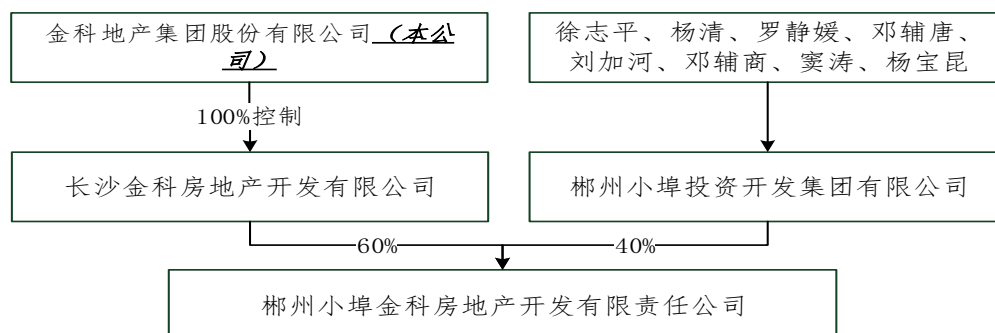 金科地产集团股份有限公司（本公
司）
徐志平、杨清、罗静媛、邓辅唐、
刘加河、邓辅商、窦涛、杨宝昆
100%控制
长沙金科房地产开发有限公司
郴州小埠投资开发集团有限公司
60%
40%
郴州小埠金科房地产开发有限责任公司